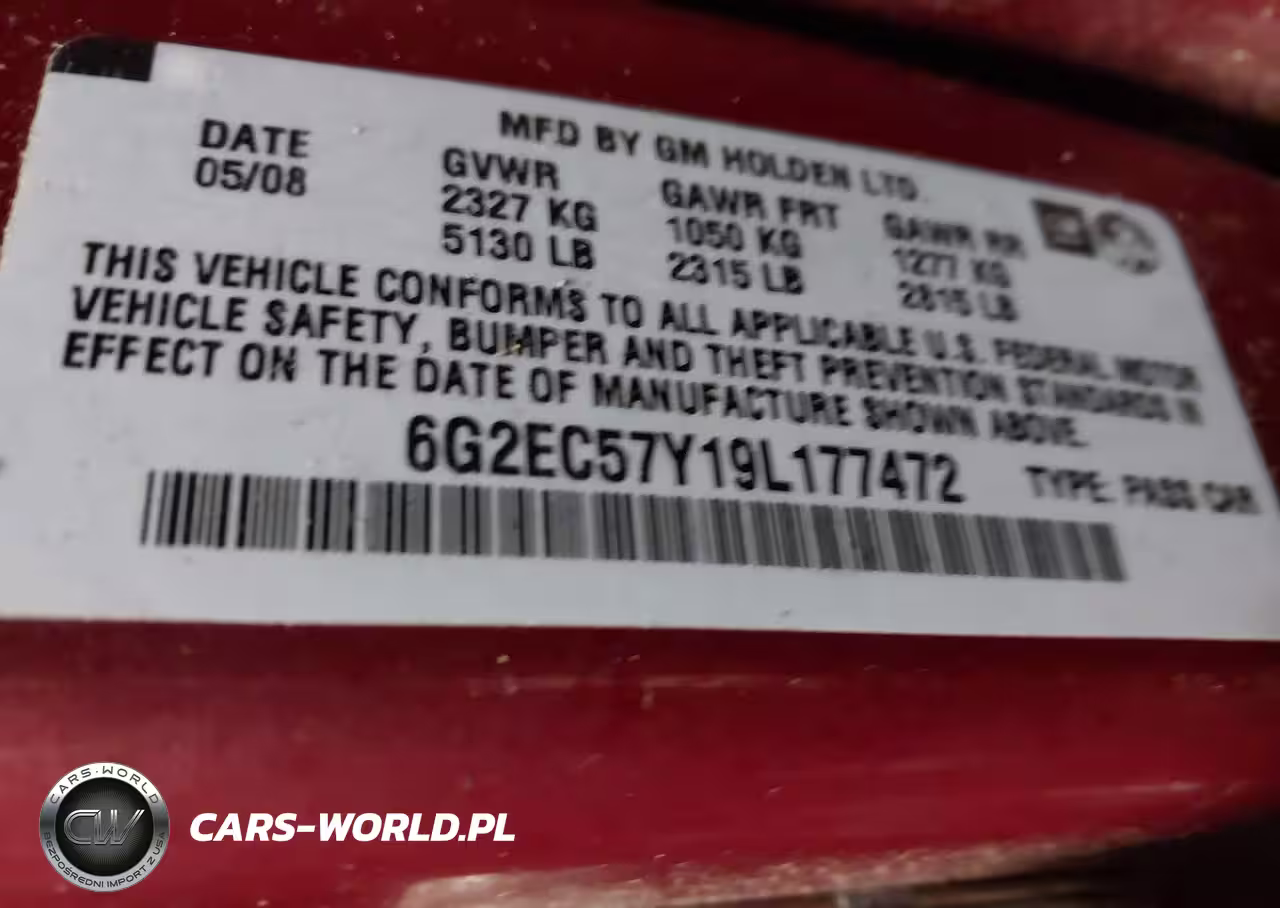 MFD BY GM HOLDEN LTD.
DATE
05/08
GVWR
2327 KG
5130 LB
GAWR FRT
1050 KG
2315 LB
GAWR RR
1277 KG
2815 LB
THIS VEHICLE CONFORMS TO ALL APPLICABLE U.S. FEDERAL MOTOR
VEHICLE SAFETY, BUMPER AND THEFT PREVENTION STANDARDS IN
EFFECT ON THE DATE OF MANUFACTURE SHOWN ABOVE.
6G2EC57Y19L177472
TYPE: PASS CAR
CARS-WORLD
CW
BEZPOŚREDNI IMPORT Z USA
CARS-WORLD.PL